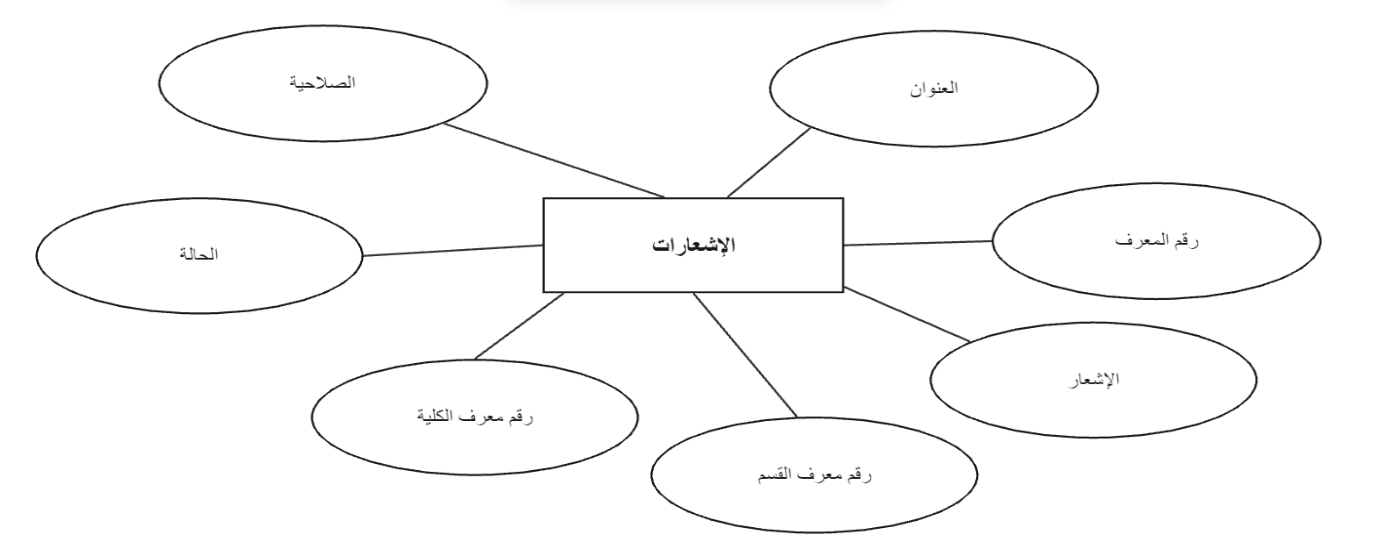 العنوان
الصلاحية
رقم المعرف
الإشعارات
الحالة
الإشعار
رقم معرف الكلية
رقم معرف القسم